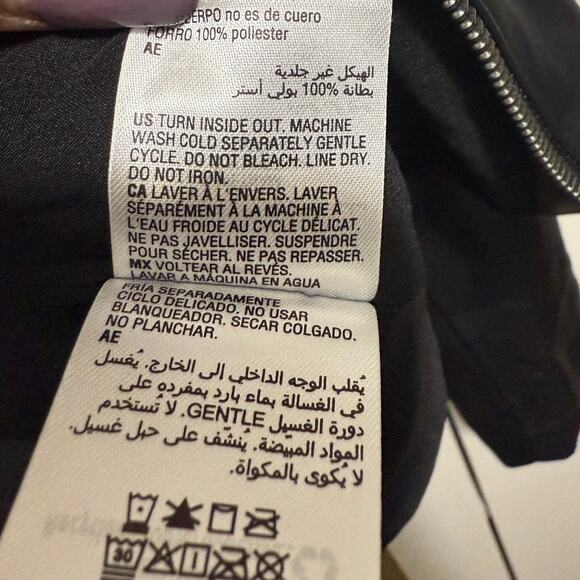 no es de cuero
FORRO 100% poliester
AE
الهيكل غير جلدية
بطانة %100 بولي أستر
US TURN INSIDE OUT. MACHINE
WASH COLD SEPARATELY GENTLE
CYCLE. DO NOT BLEACH. LINE DRY.
DO NOT IRON.
CA LAVER À L'ENVERS. LAVER
SÉPARÉMENT À LA MACHINE À
L'EAU FROIDE AU CYCLE DÉLICAT.
NE PAS JAVELLISER. SUSPENDRE
POUR SÉCHER. NE PAS REPASSER.
MX VOLTEAR AL REVÉS.
LAVAR A MÁQUINA EN AGUA
FRÍA SEPARADAMENTE
CICLO DELICADO. NO USAR
BLANQUEADOR. SECAR COLGADO.
NO PLANCHAR.
AE
يُقلب الوجه الداخلي إلى الخارج. يُغسل
في الغسالة بماء بارد بمفرده على
دورة الغسيل GENTLE. لا تُستخدم
المواد المبيّضة. يُنشّف على حبل غسيل.
لا يُكوى بالمكواة.
30